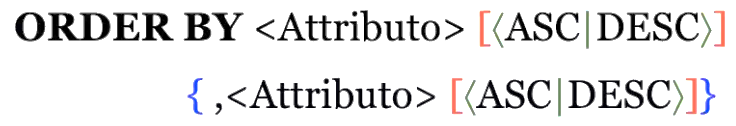 ORDER BY <Attributo> [⟨ASC|DESC⟩]
{ ,<Attributo> [⟨ASC|DESC⟩]}